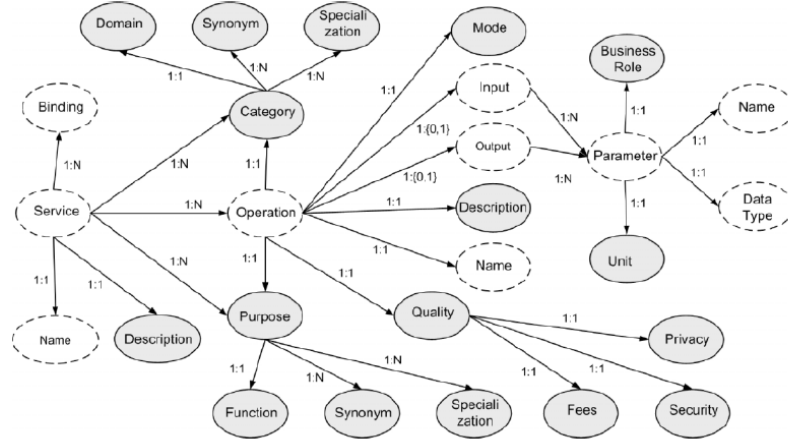 Domain
Synonym
Speciali
zation
Mode
Business
Role
1:1
1:N
1:N
1:1
Input
1:1
Name
Binding
Category
1:N
1:1
1:{0,1}
Output
Parameter
1:N
1:N
1:1
1:{0,1}
1:N
1:1
Data
Type
Service
1:N
Operation
1:1
Description
1:1
Unit
1:1
Name
1:1
1:1
1:N
1:1
1:1
Purpose
Quality
1:1
Privacy
Name
Description
1:1
1:N
1:N
1:1
1:1
Function
Synonym
Speciali
zation
Fees
Security